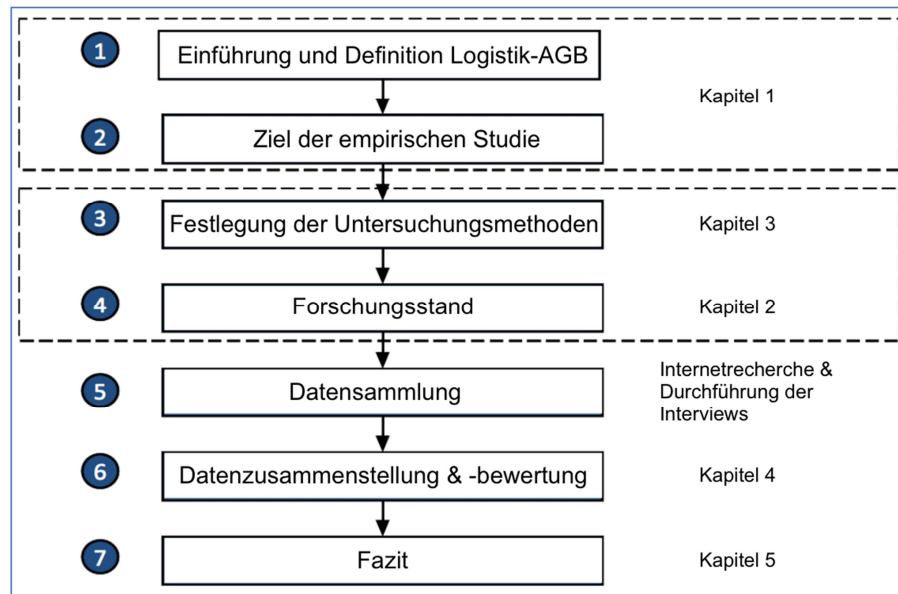 1 Einführung und Definition Logistik-AGB
Kapitel 1
2 Ziel der empirischen Studie
3 Festlegung der Untersuchungsmethoden Kapitel 3
4 Forschungsstand Kapitel 2
5 Datensammlung
Internetrecherche &
Durchführung der
Interviews
6 Datenzusammenstellung & -bewertung Kapitel 4
7 Fazit Kapitel 5